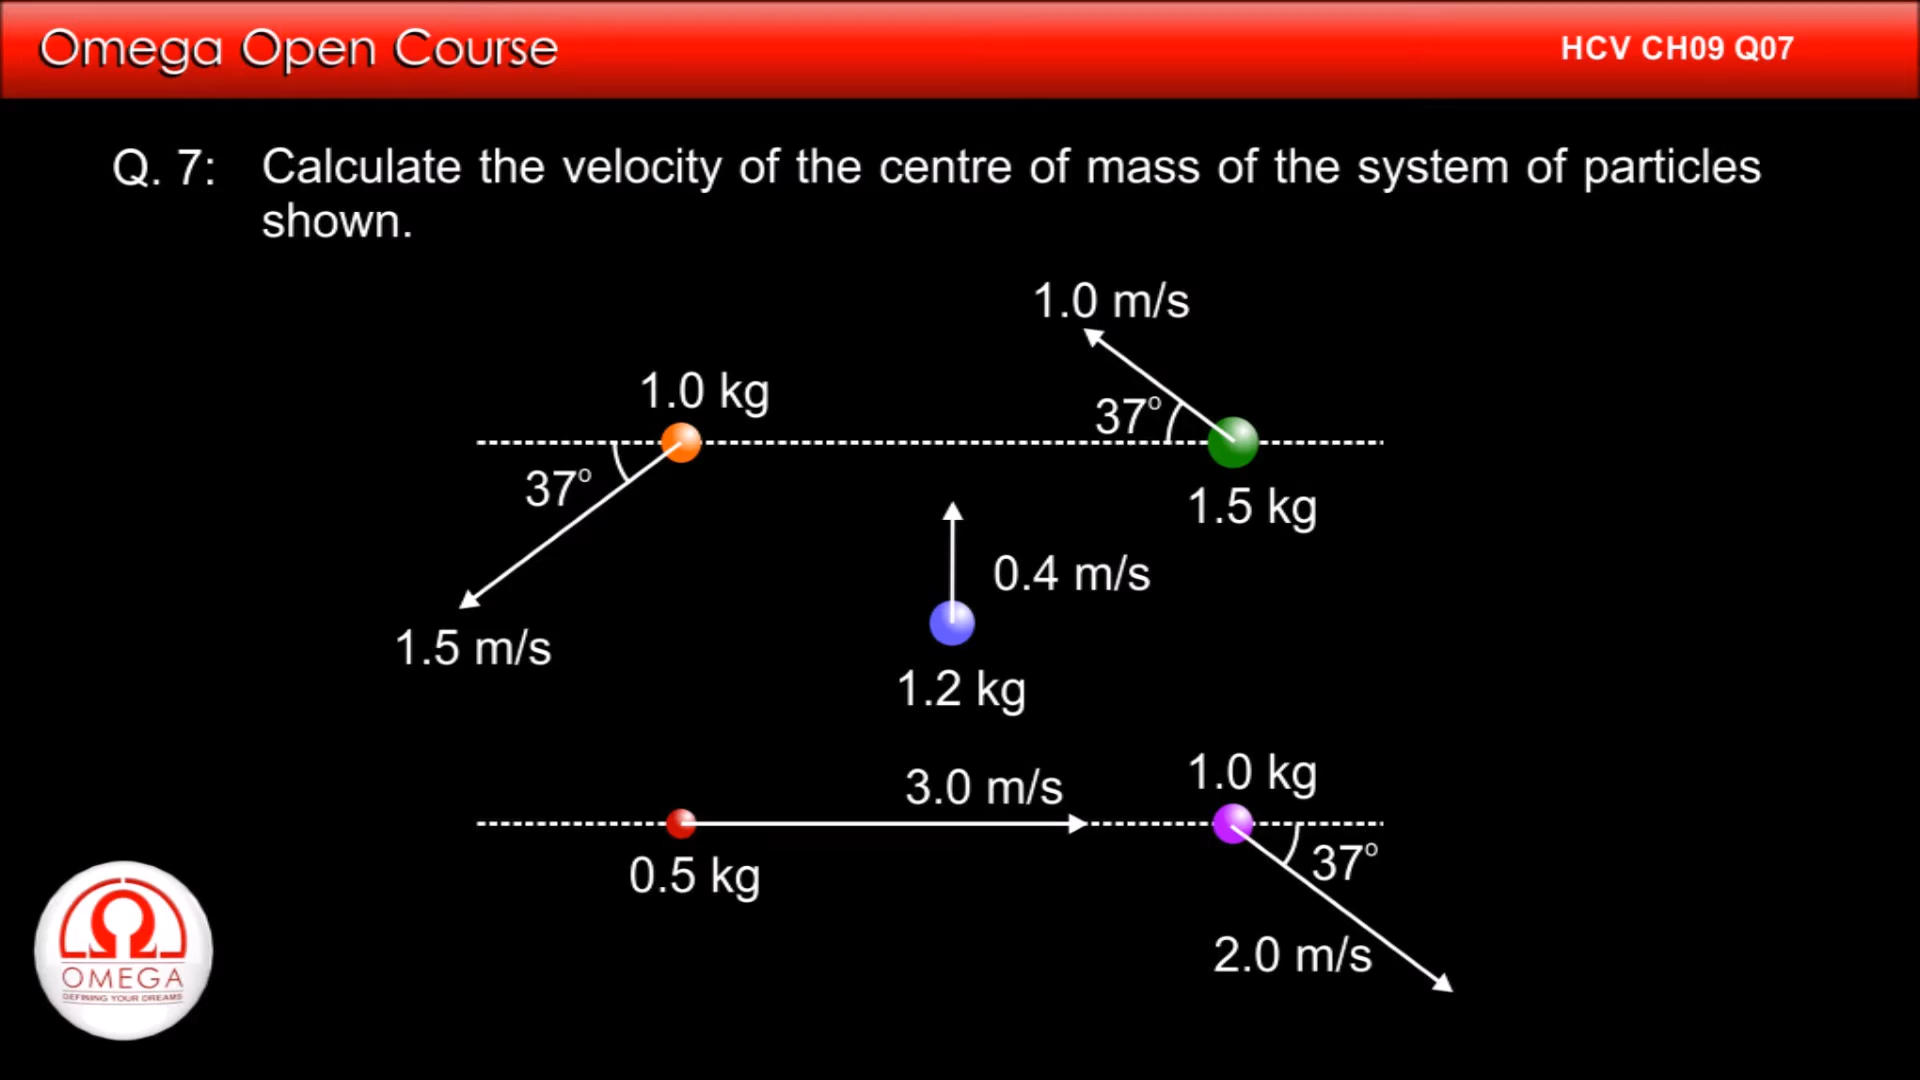 Omega Open Course
HCV CH09 Q07
Q. 7: Calculate the velocity of the centre of mass of the system of particles
shown.
1.0 m/s
1.0 kg
37°
37°
1.5 kg
0.4 m/s
1.5 m/s
1.2 kg
1.0 kg
3.0 m/s
37°
0.5 kg
2.0 m/s
OMEGA
DEFINING YOUR DREAMS